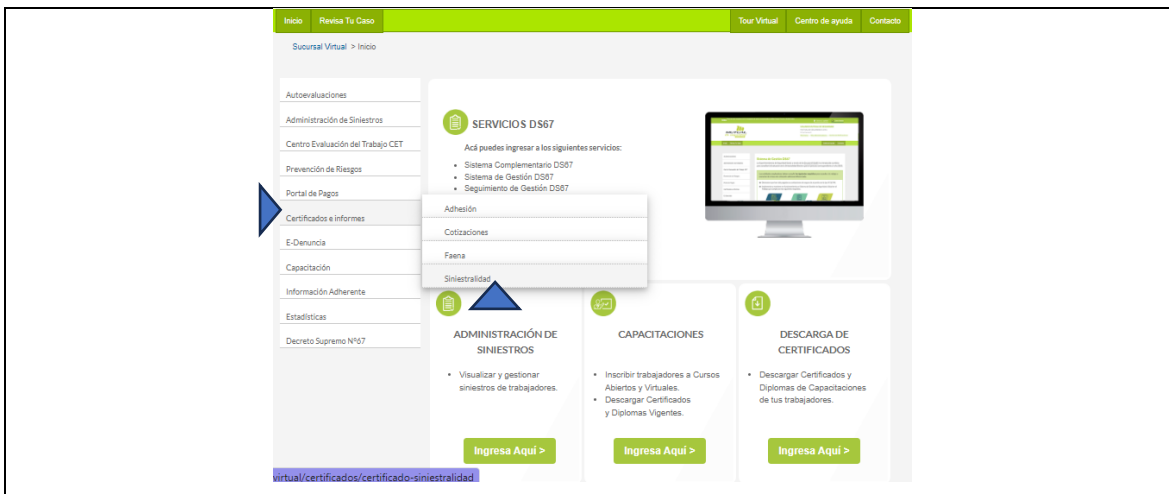 Inicio
Revisa Tu Caso
Tour Virtual
Centro de ayuda
Contacto
Sucursal Virtual > Inicio
Autoevaluaciones
Administración de Siniestros
Centro Evaluación del Trabajo CET
Prevención de Riesgos
Portal de Pagos
Certificados e informes
E-Denuncia
Capacitación
Información Adherente
Estadísticas
Decreto Supremo Nº67
SERVICIOS DS67
Acá puedes ingresar a los siguientes servicios:
• Sistema Complementario DS67
• Sistema de Gestión DS67
• Seguimiento de Gestión DS67
Adhesión
Cotizaciones
Faena
Siniestralidad
ADMINISTRACIÓN DE
SINIESTROS
• Visualizar y gestionar
siniestros de trabajadores.
Ingresa Aquí >
CAPACITACIONES
• Inscribir trabajadores a Cursos
Abiertos y Virtuales.
• Descargar Certificados
y Diplomas Vigentes.
Ingresa Aquí >
DESCARGA DE
CERTIFICADOS
• Descargar Certificados y
Diplomas de Capacitaciones
de tus trabajadores.
Ingresa Aquí >
virtual/certificados/certificado-siniestralidad